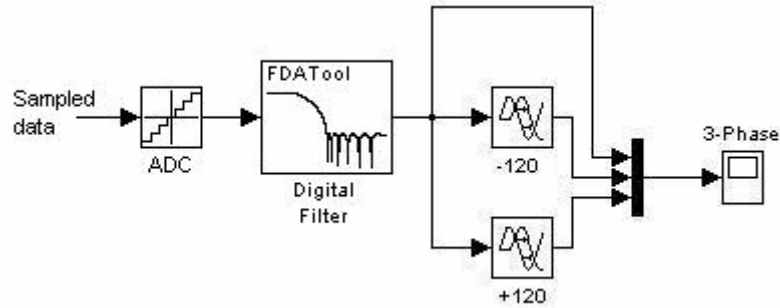 Sampled
data
ADC
FDATool
Digital
Filter
-120
+120
3-Phase